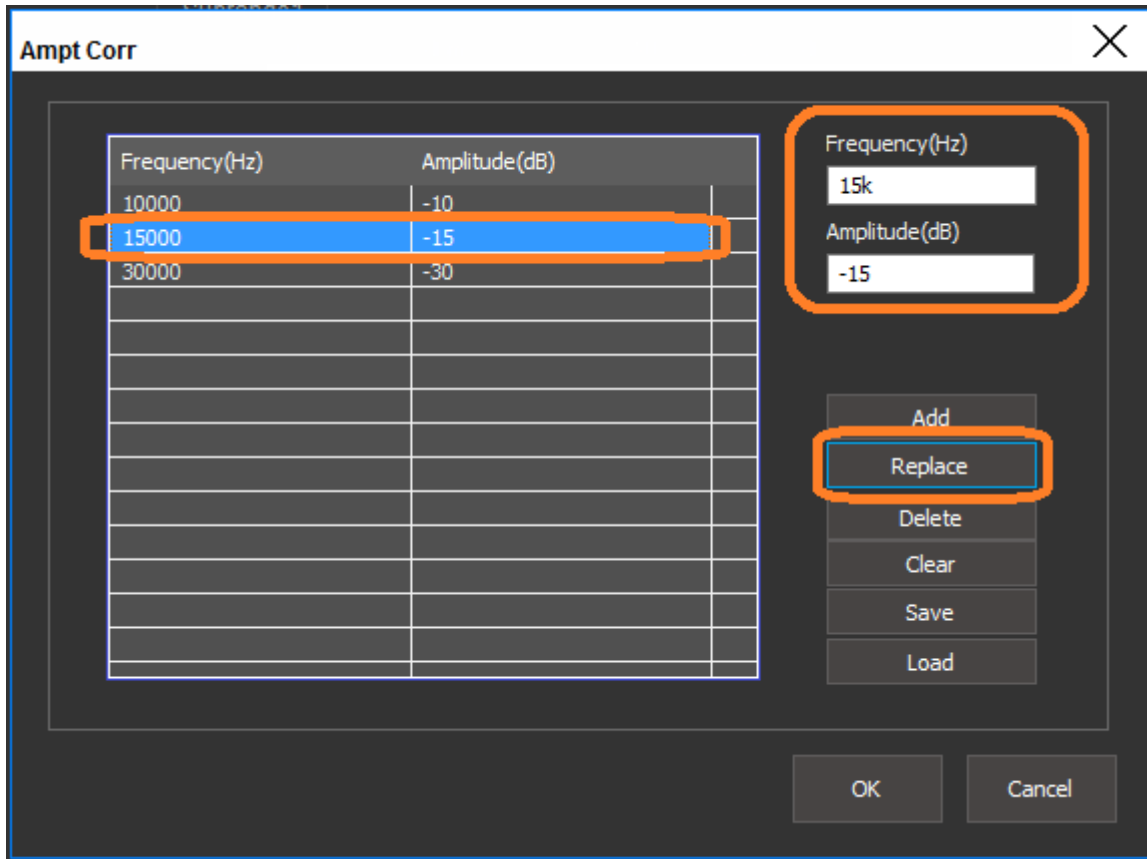 Ampt Corr
Frequency(Hz) Amplitude(dB)
10000 -10
15000 -15
30000 -30
Frequency(Hz)
15k
Amplitude(dB)
-15
Add
Replace
Delete
Clear
Save
Load
OK Cancel